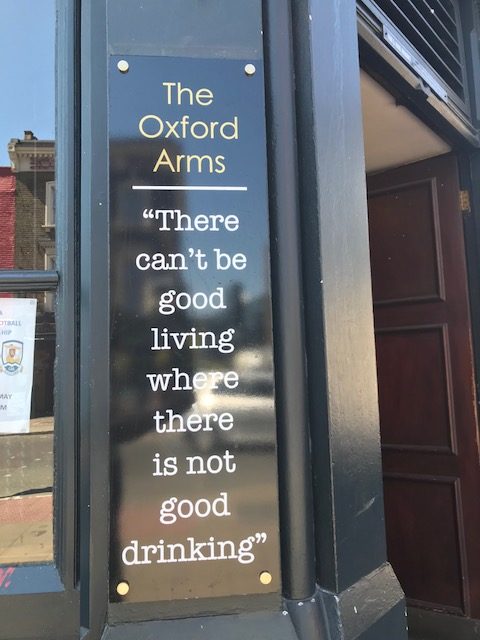 The
Oxford
Arms
“There
can’t be
good
living
where
there
is not
good
drinking”